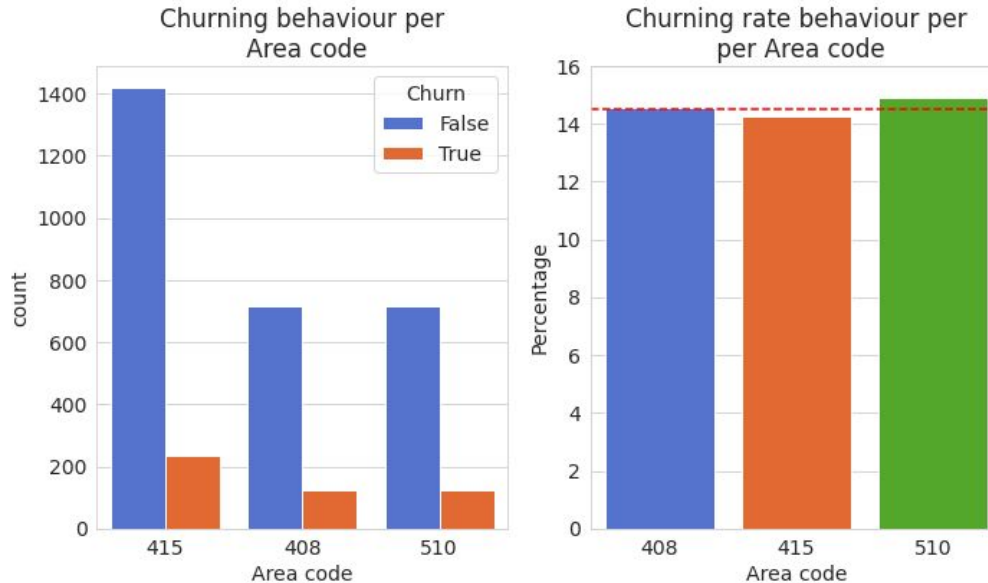 Churning behaviour per
Area code
count
1400
1200
1000
800
600
400
200
0
Churn
False
True
415
408
510
Area code
Churning rate behaviour per
per Area code
Percentage
16
14
12
10
8
6
4
2
0
408
415
510
Area code